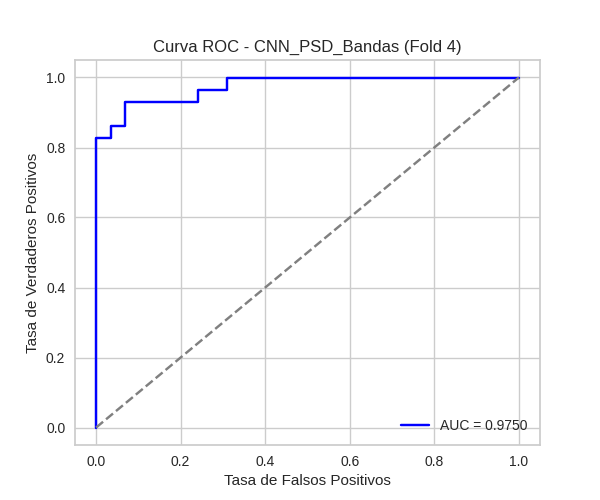 Curva ROC - CNN_PSD_Bandas (Fold 4)
Tasa de Verdaderos Positivos
1.0
0.8
0.6
0.4
0.2
0.0
AUC = 0.9750
0.0 0.2 0.4 0.6 0.8 1.0
Tasa de Falsos Positivos